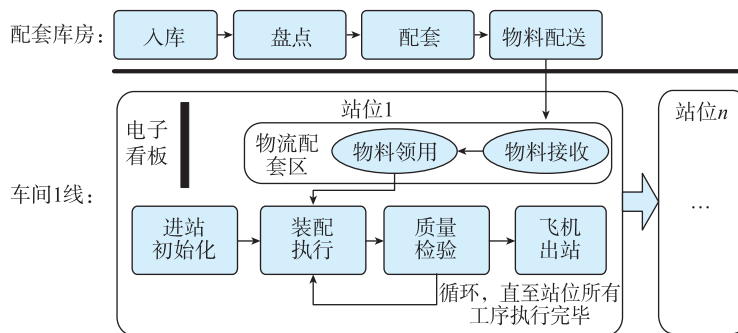 配套库房：
入库
盘点
配套
物料配送
站位1
站位n
电子
看板
物流配
套区
物料领用
物料接收
车间1线：
进站
初始化
装配
执行
质量
检验
飞机
出站
…
循环，直至站位所有
工序执行完毕